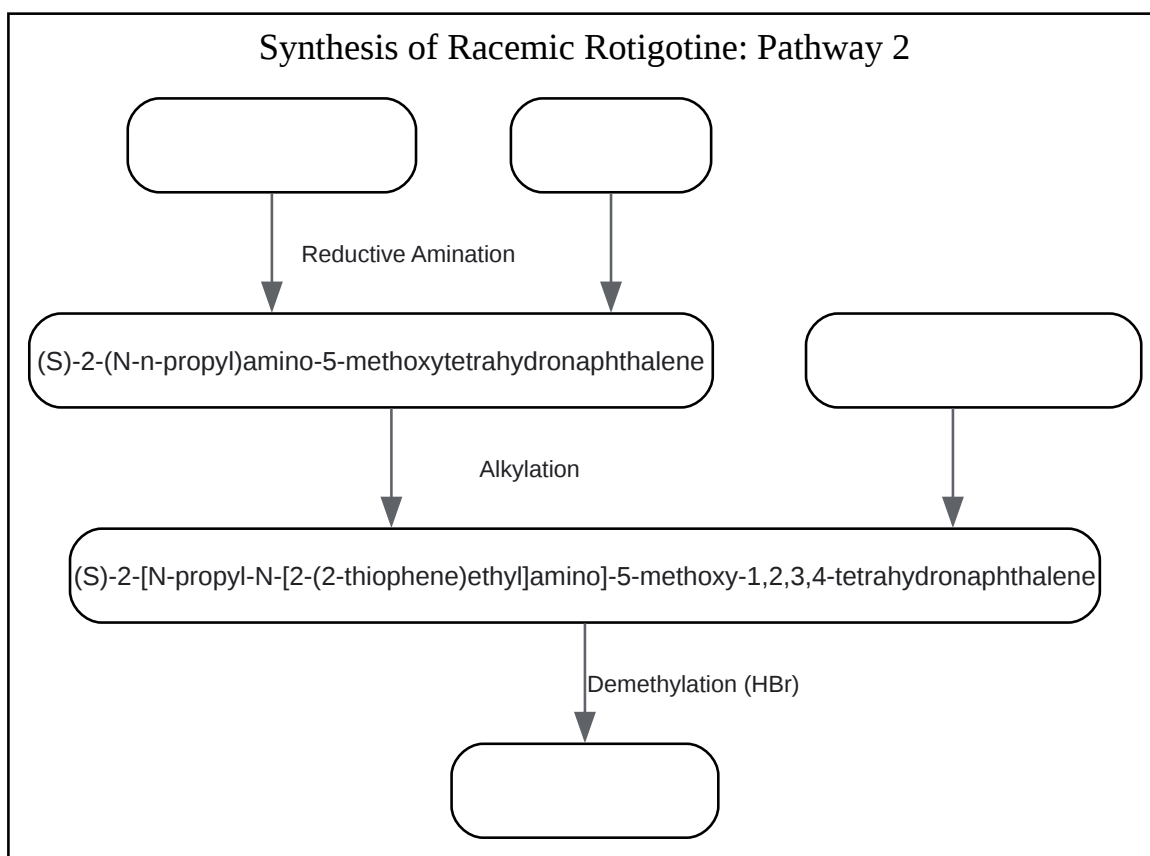 Synthesis of Racemic Rotigotine: Pathway 2
Reductive Amination
(S)-2-(N-n-propyl)amino-5-methoxytetrahydronaphthalene
Alkylation
(S)-2-[N-propyl-N-[2-(2-thiophene)ethyl]amino]-5-methoxy-1,2,3,4-tetrahydronaphthalene
Demethylation (HBr)